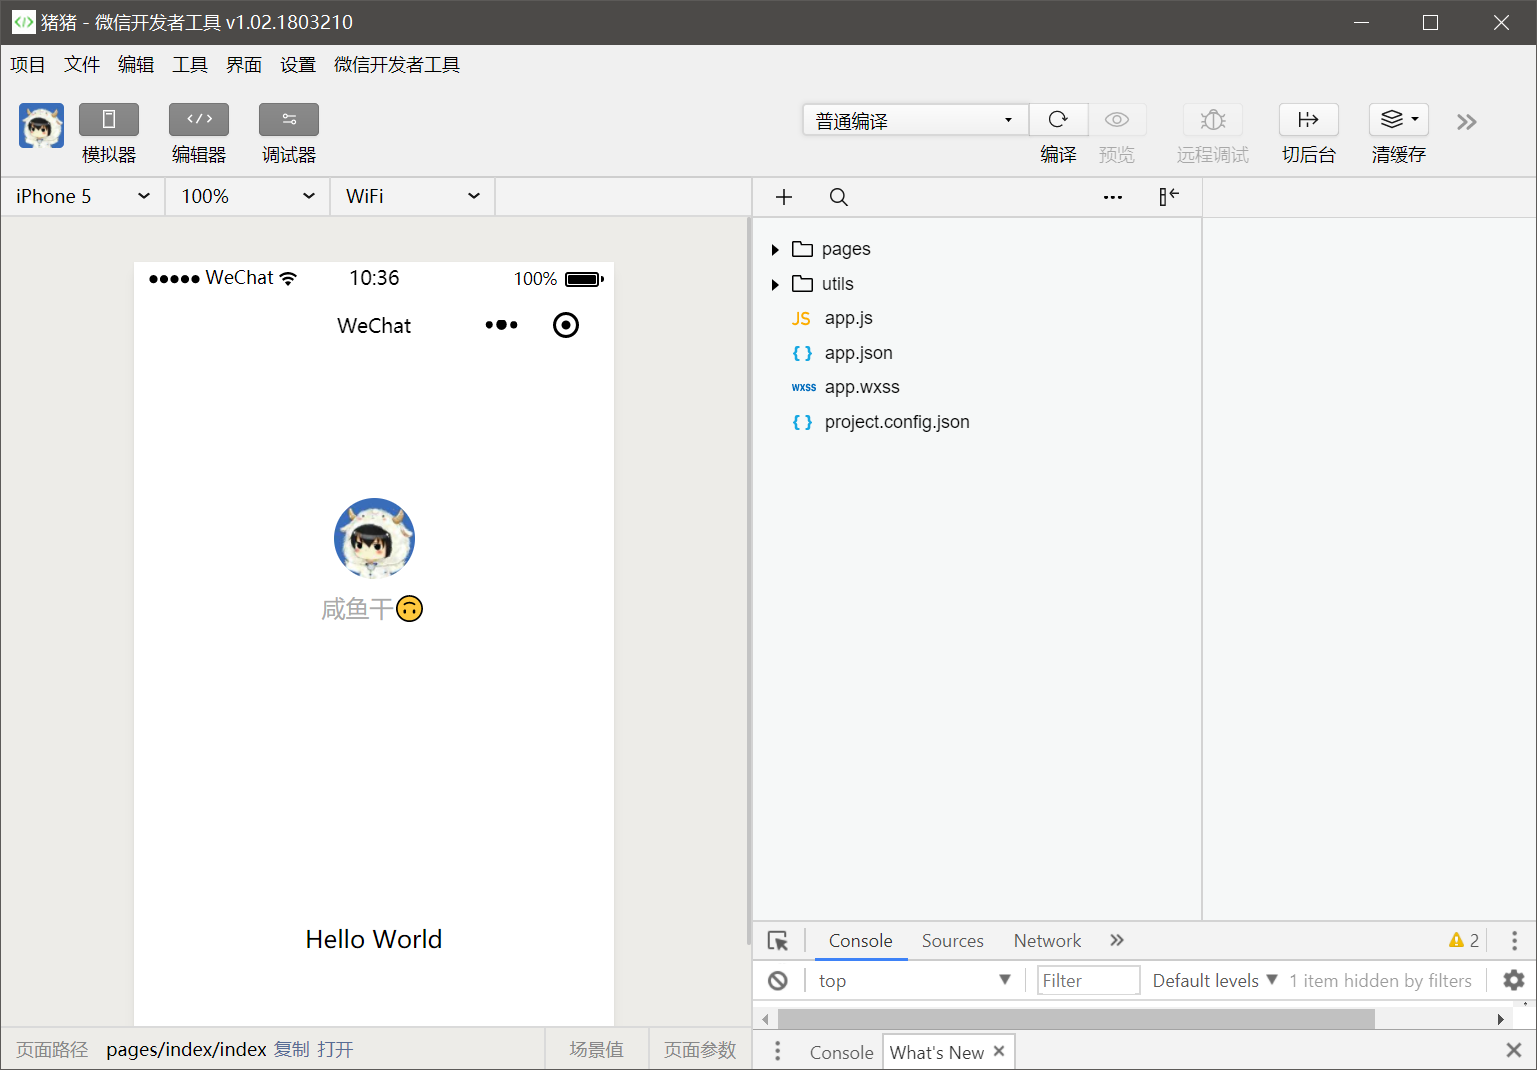 猪猪 - 微信开发者工具 v1.02.1803210
项目 文件 编辑 工具 界面 设置 微信开发者工具
普通编译
模拟器 编辑器 调试器 编译 预览 远程调试 切后台 清缓存
iPhone 5 100% WiFi
WeChat 10:36 100%
WeChat
咸鱼干🙃
Hello World
页面路径 pages/index/index 复制 打开 场景值 页面参数
pages
utils
JS app.js
{ } app.json
wxss app.wxss
{ } project.config.json
Console Sources Network 2
top Filter Default levels 1 item hidden by filters
Console What's New